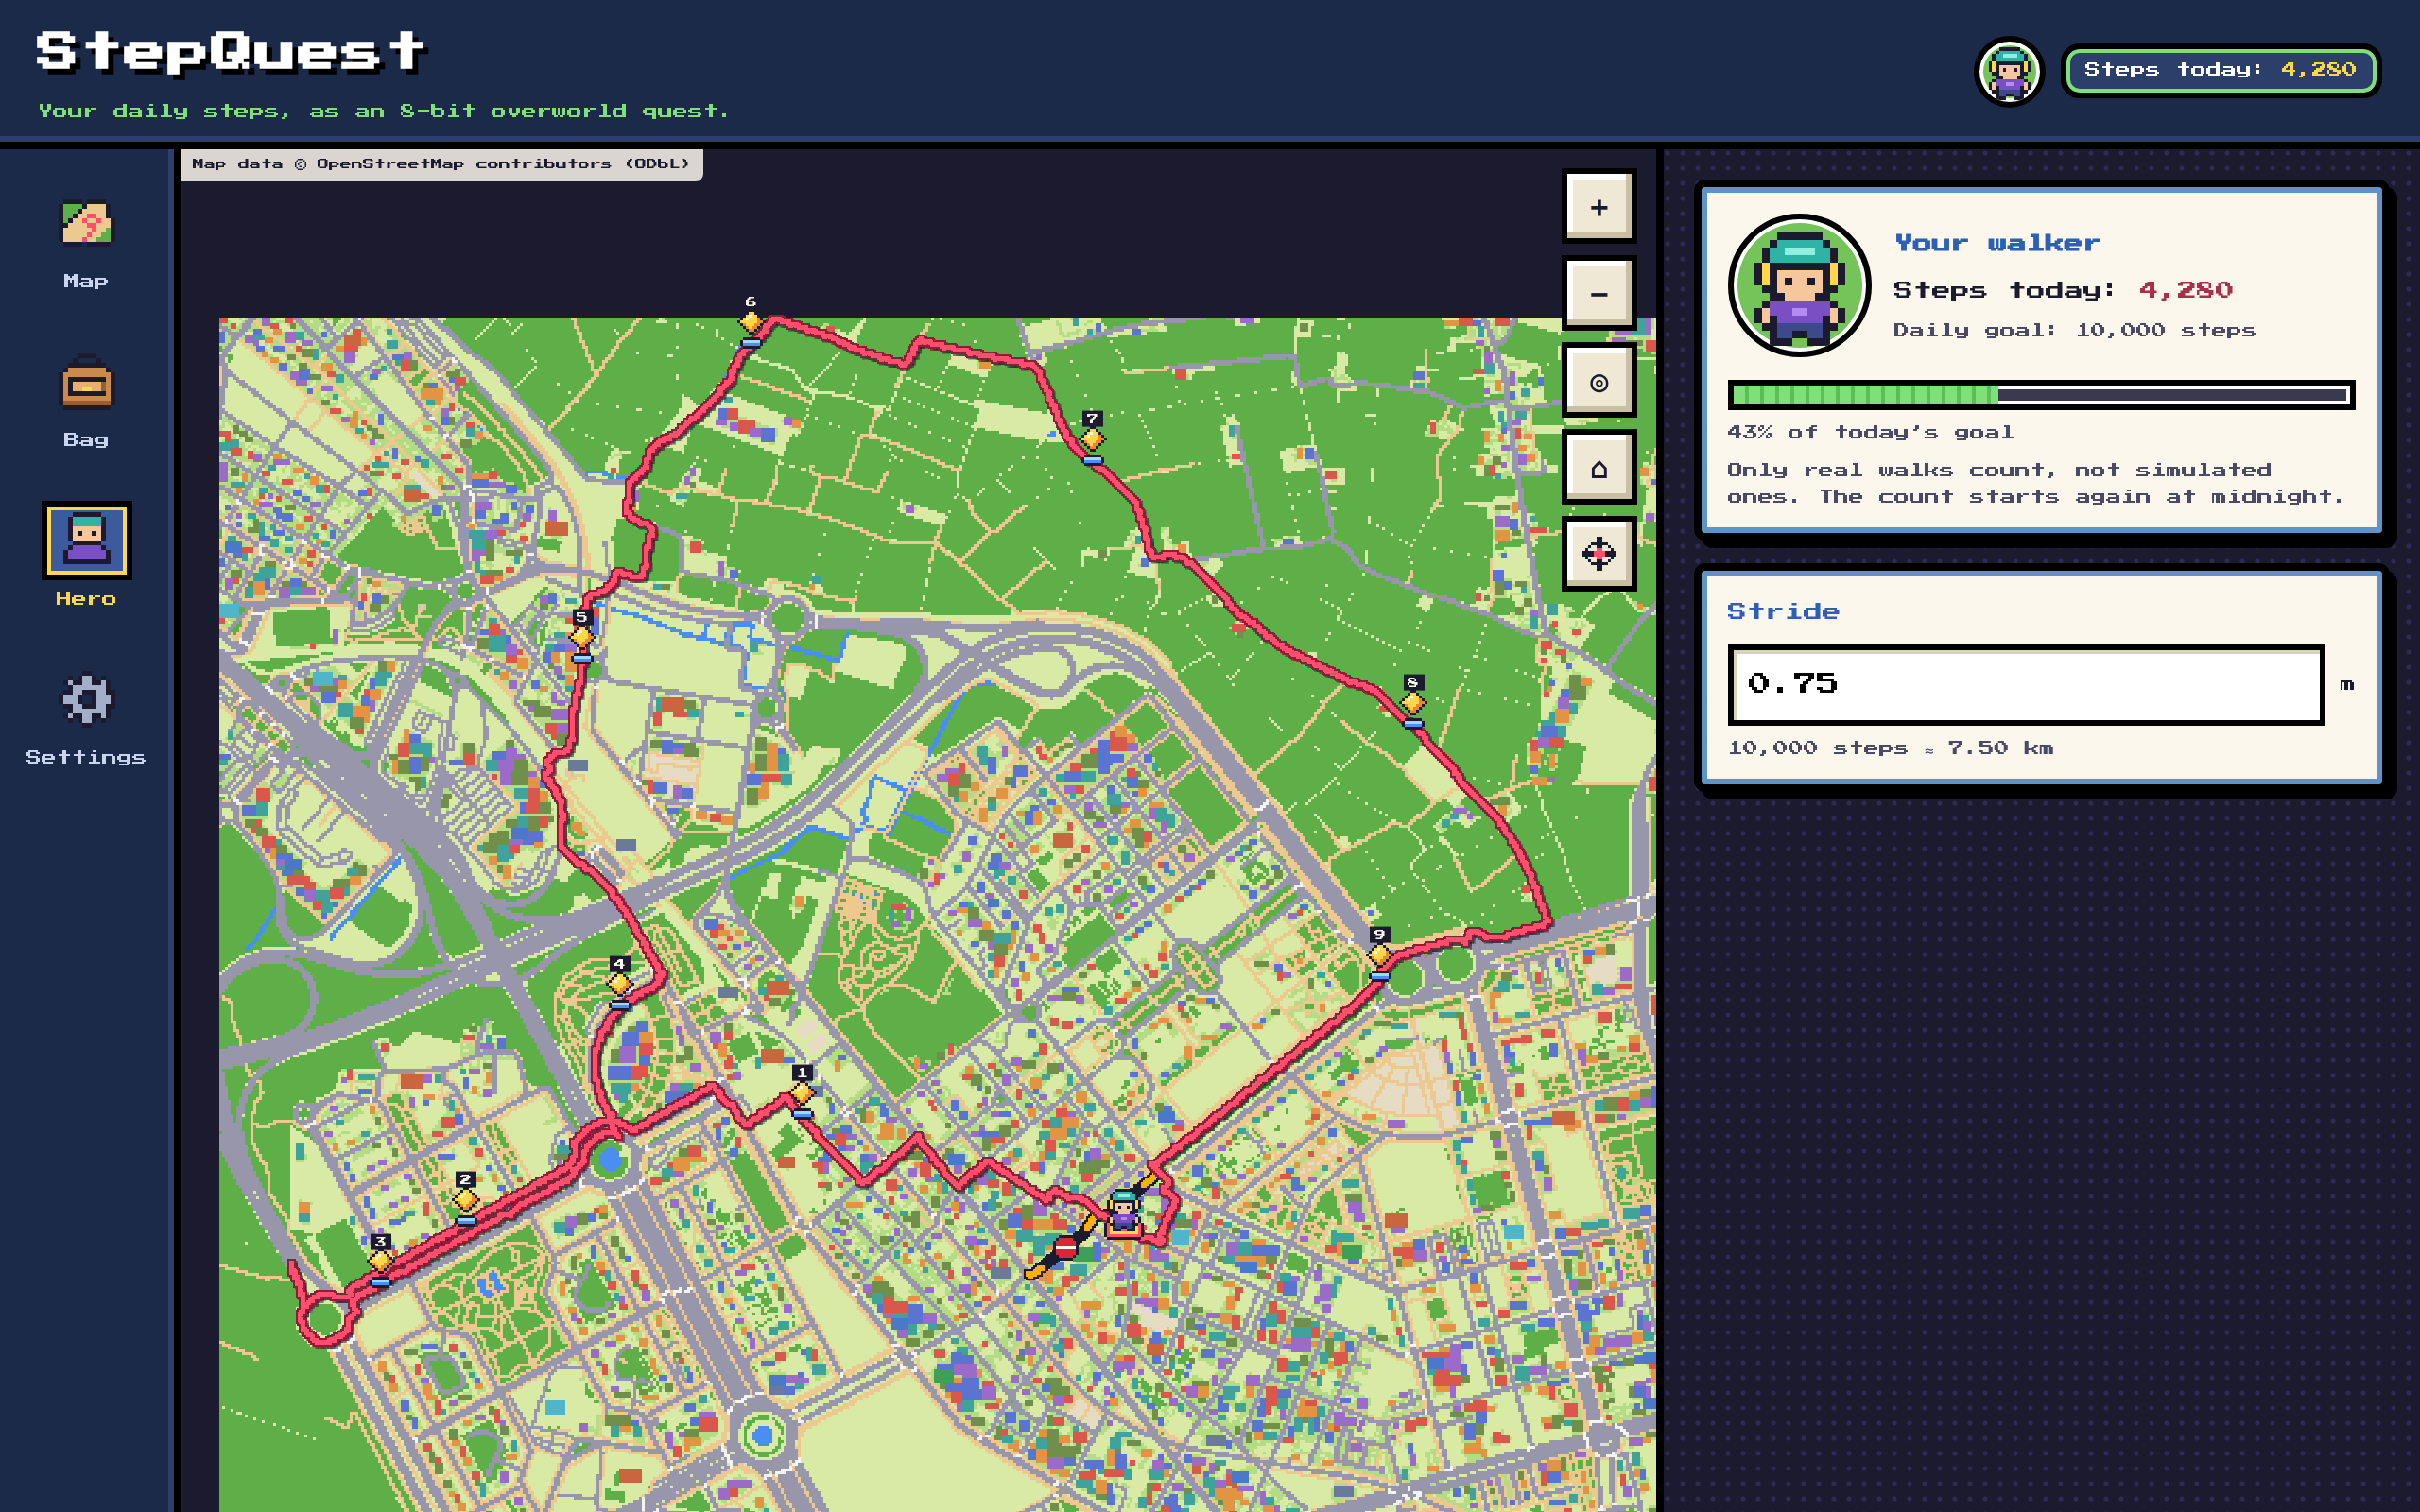 StepQuest
Your daily steps, as an 8-bit overworld quest.
Steps today: 4,280
Map data © OpenStreetMap contributors (ODbL)
Map
Bag
Hero
Settings
+
−
6
7
5
8
9
4
1
2
3
Your walker
Steps today: 4,280
Daily goal: 10,000 steps
43% of today's goal
Only real walks count, not simulated
ones. The count starts again at midnight.
Stride
0.75 m
10,000 steps ≈ 7.50 km